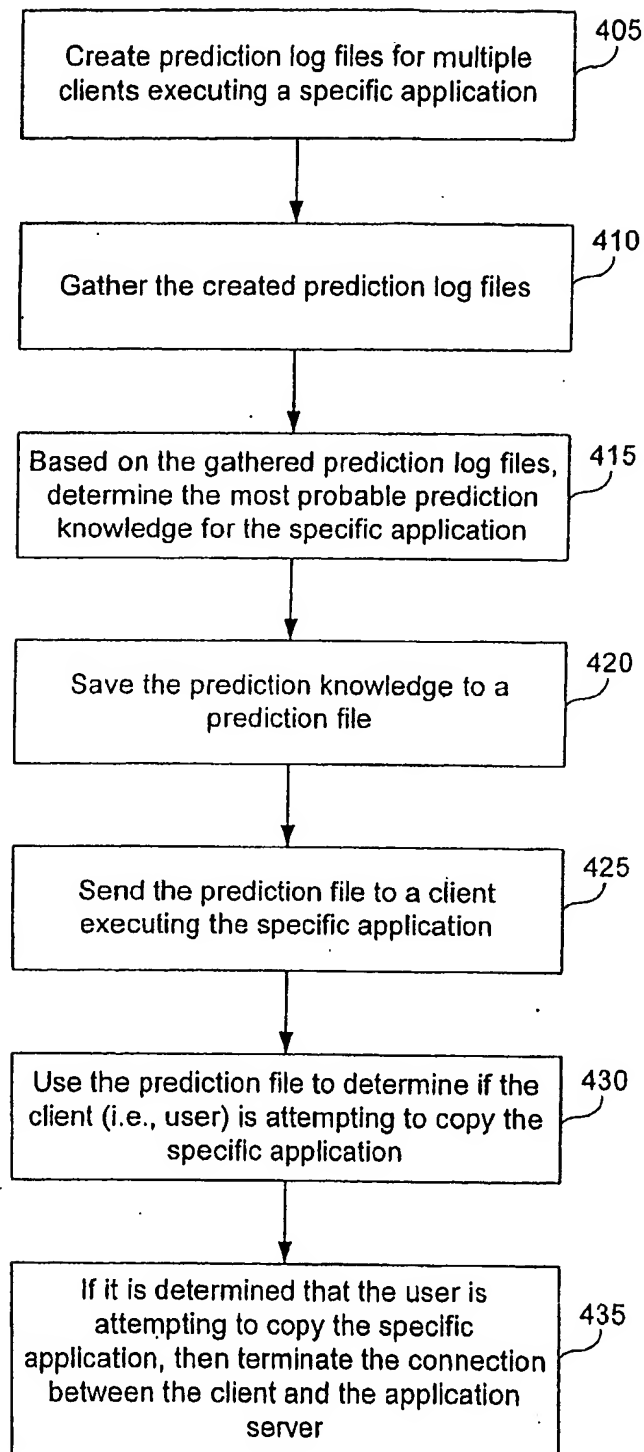 405
Create prediction log files for multiple
clients executing a specific application
410
Gather the created prediction log files
Based on the gathered prediction log files,
determine the most probable prediction
knowledge for the specific application
415
420
Save the prediction knowledge to a
prediction file
425
Send the prediction file to a client
executing the specific application
Use the prediction file to determine if the
client (i.e., user) is attempting to copy the
specific application
430
If it is determined that the user is
attempting to copy the specific
application, then terminate the connection
between the client and the application
server
435